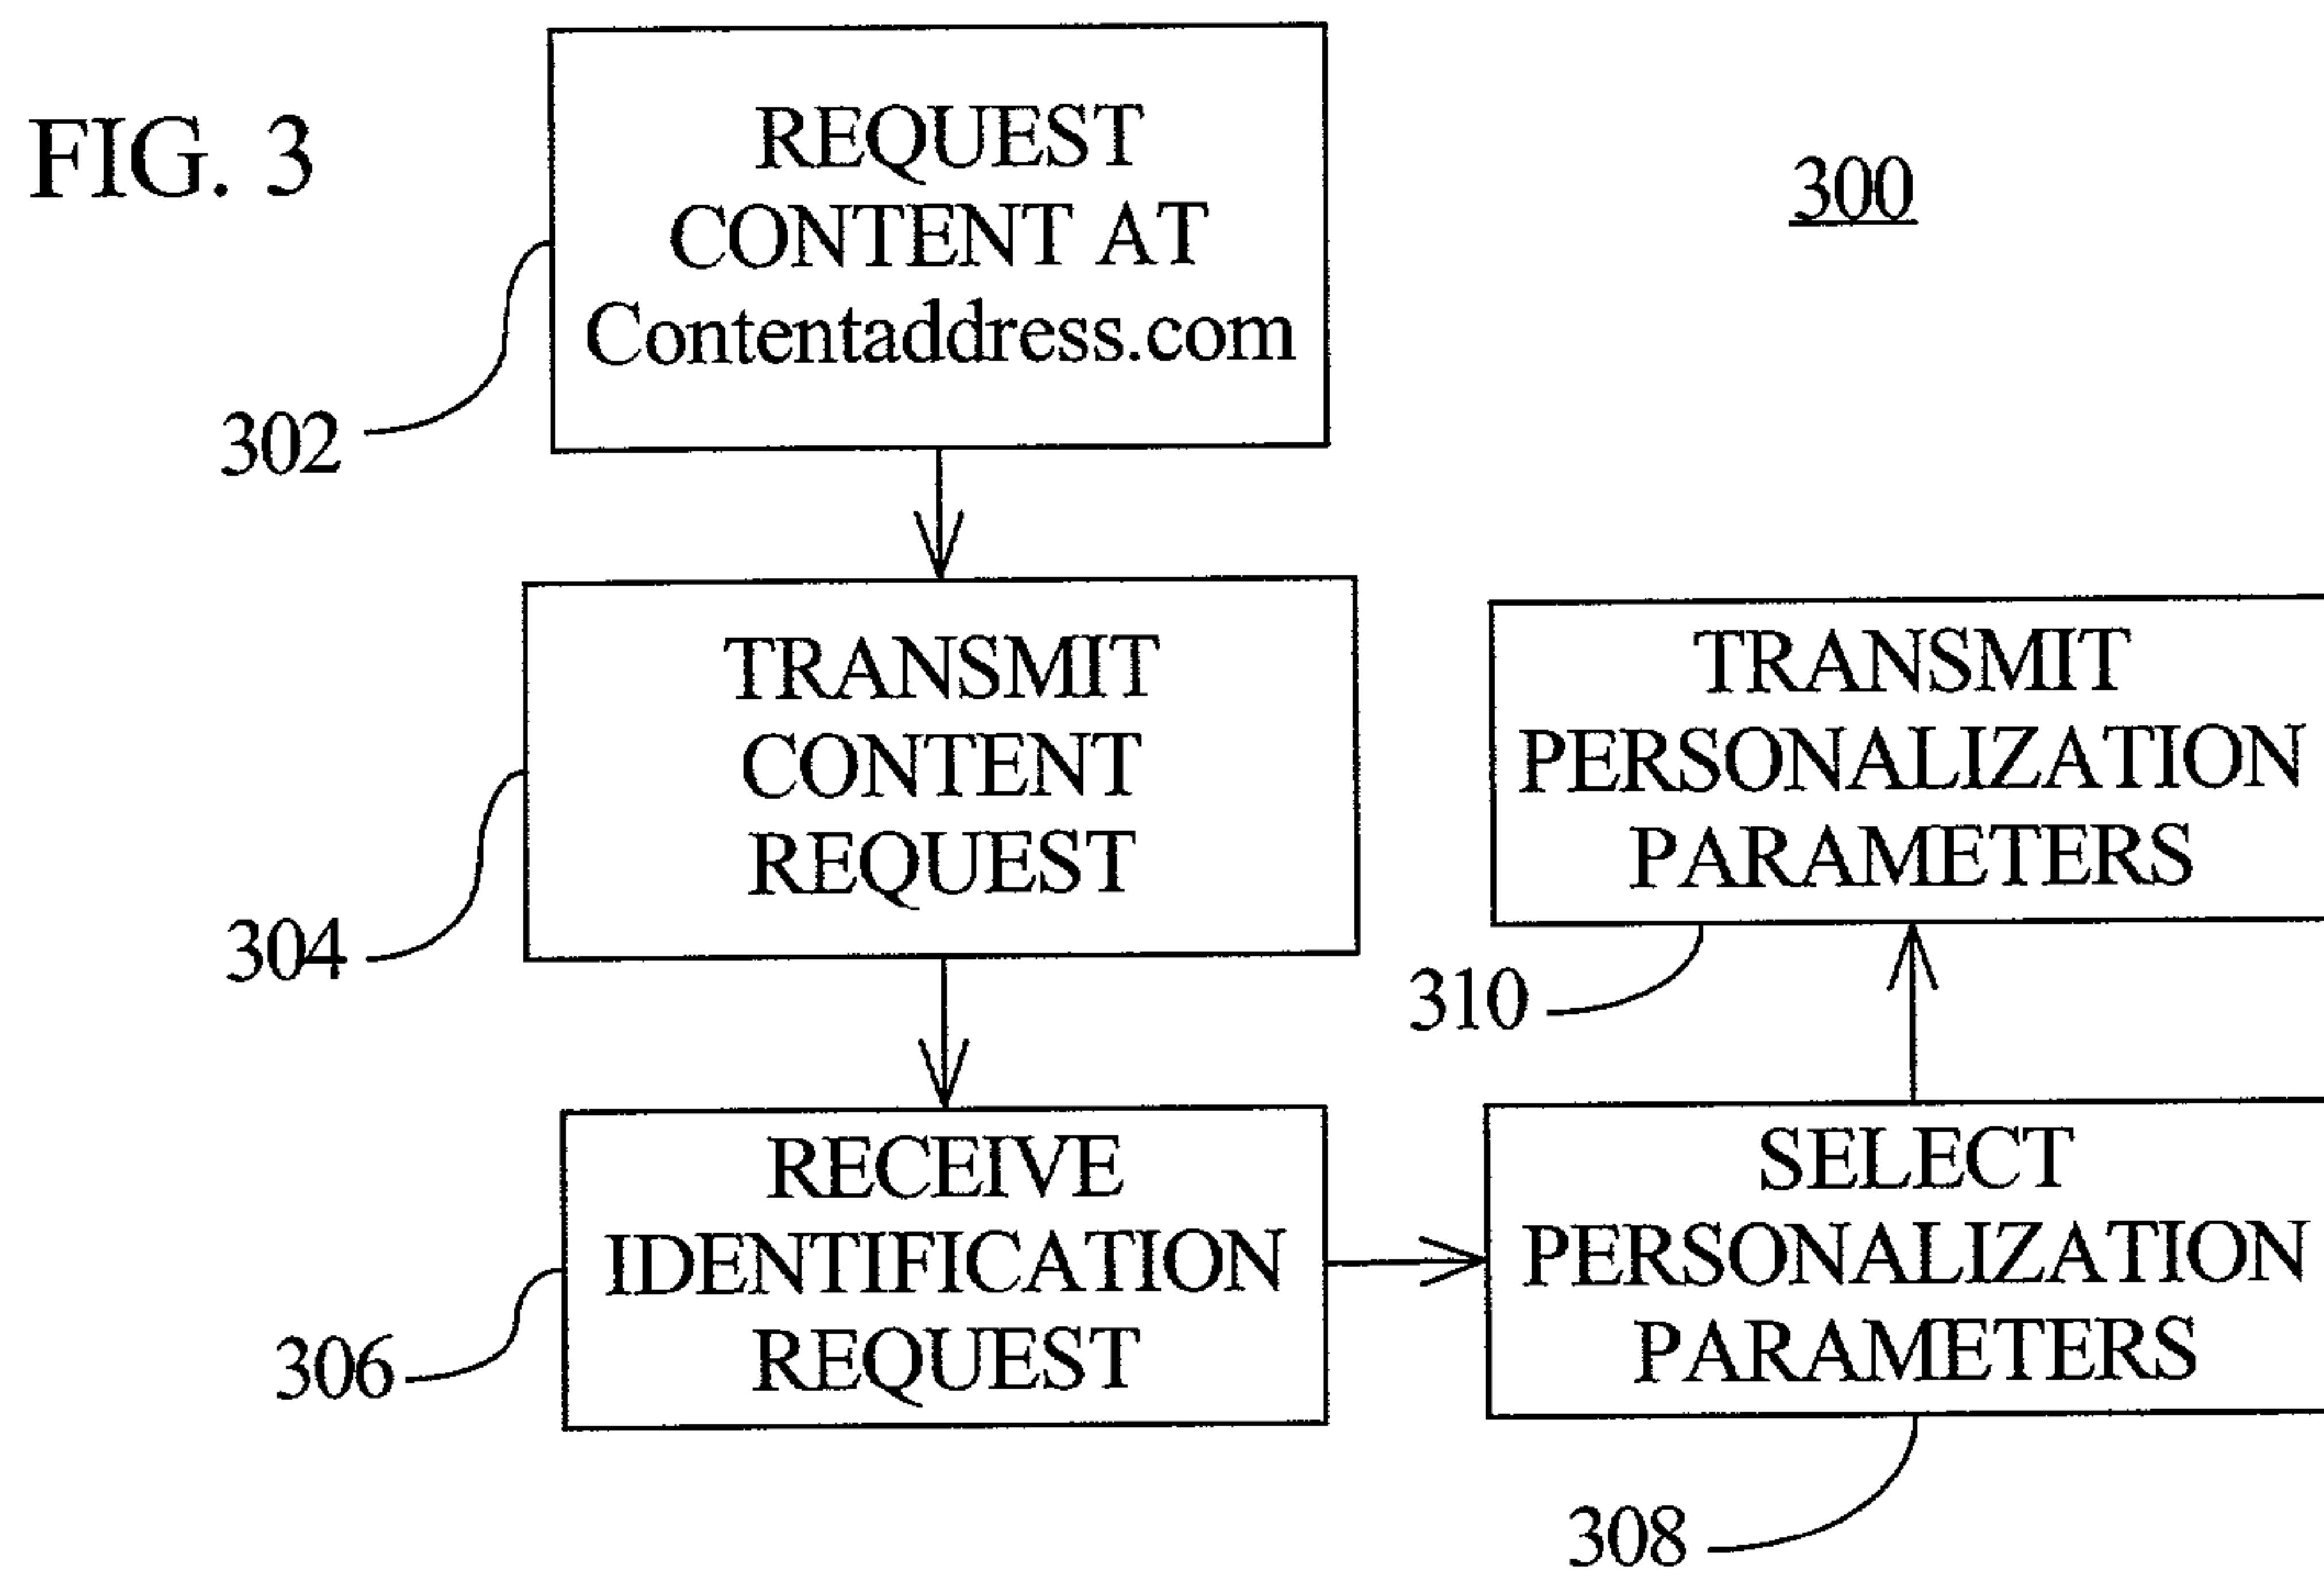 FIG. 3
300
REQUEST
CONTENT AT
Contentaddress.com
302
TRANSMIT
CONTENT
REQUEST
304
RECEIVE
IDENTIFICATION
REQUEST
306
SELECT
PERSONALIZATION
PARAMETERS
308
TRANSMIT
PERSONALIZATION
PARAMETERS
310